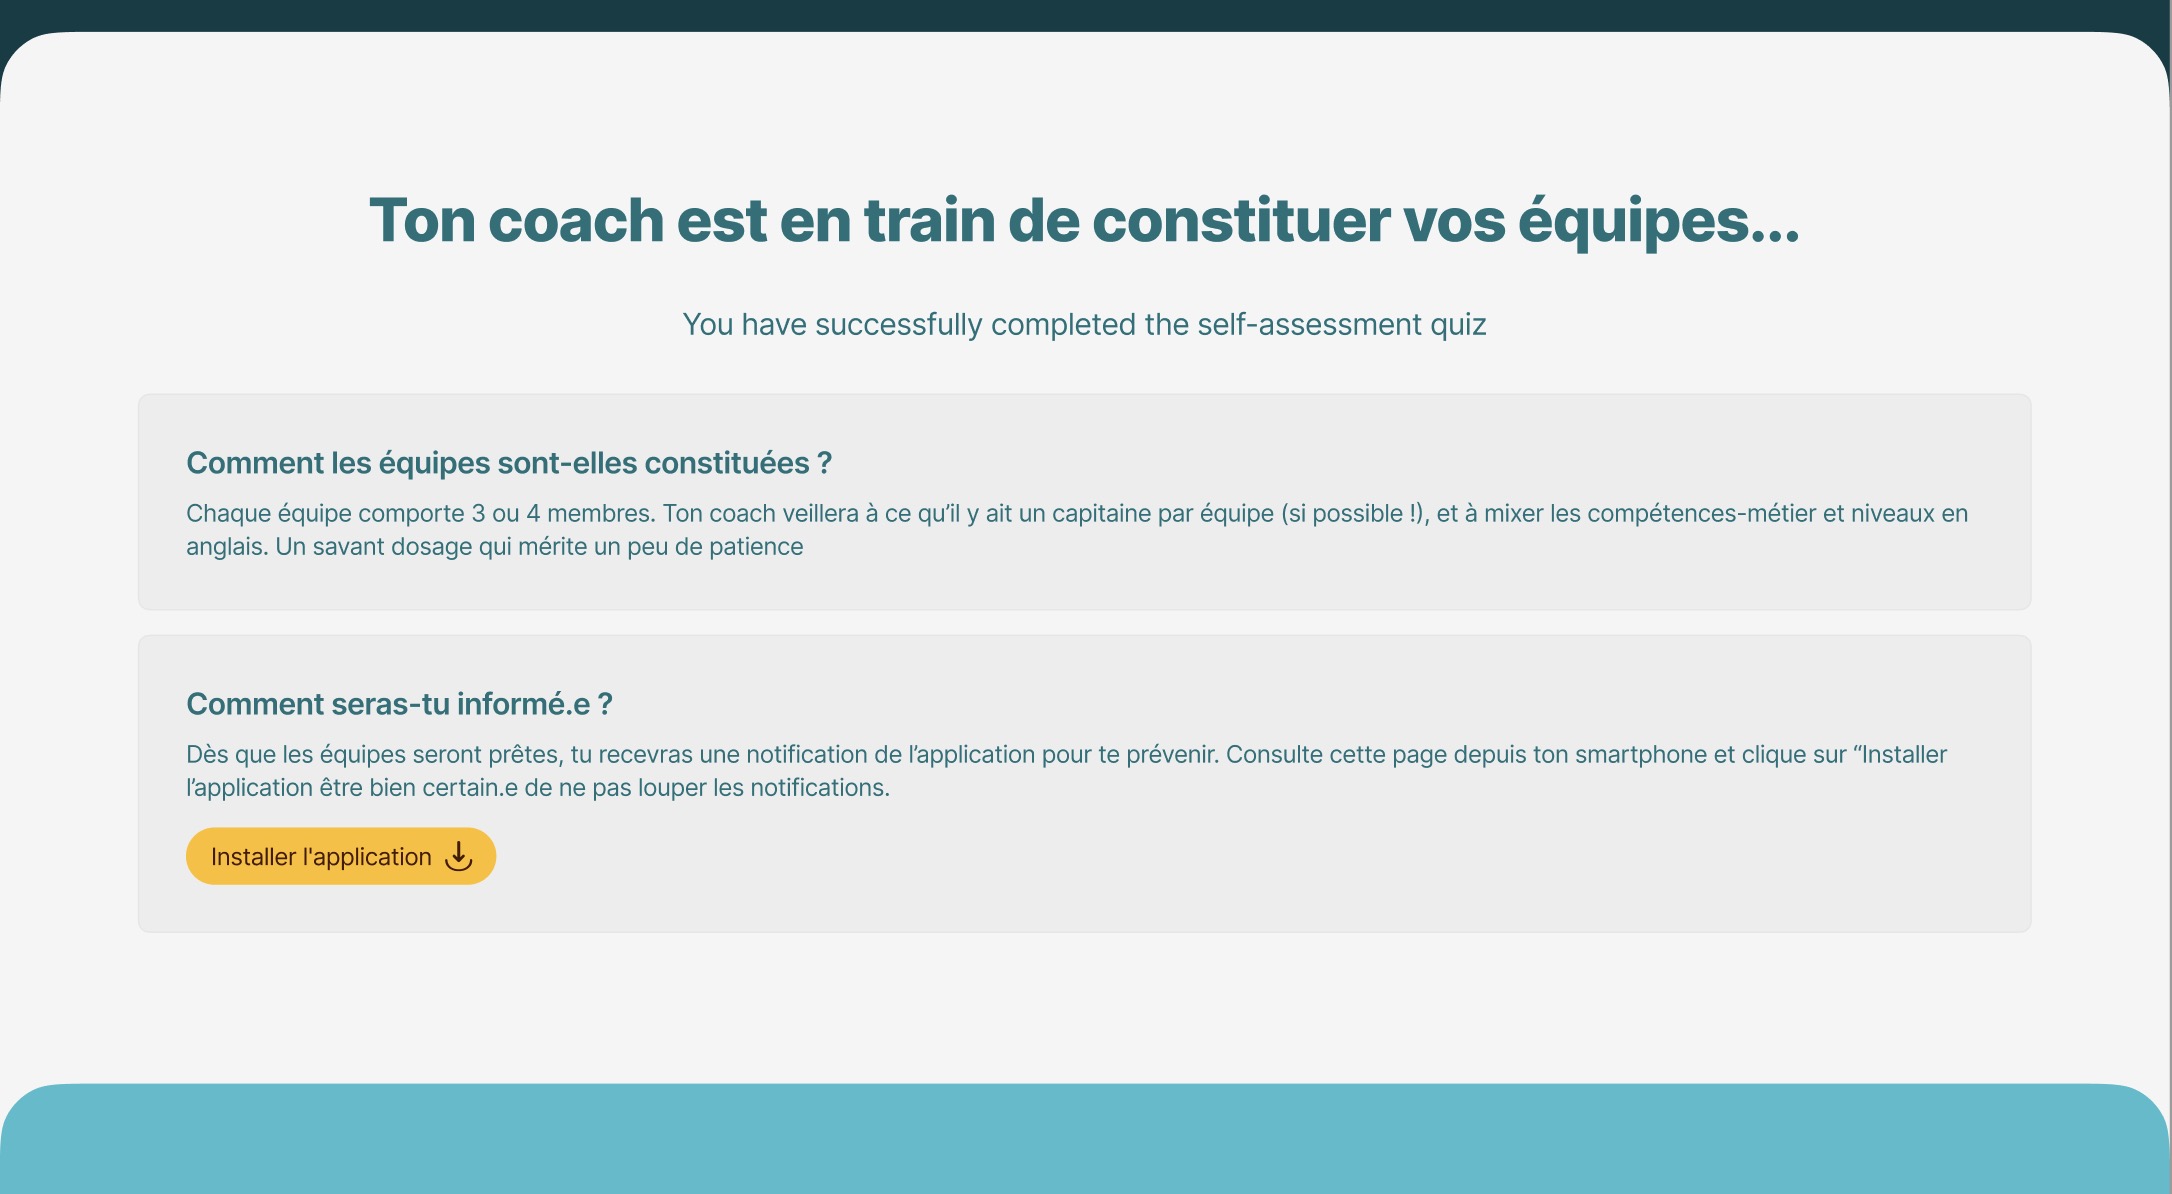 Ton coach est en train de constituer vos équipes...
You have successfully completed the self-assessment quiz
Comment les équipes sont-elles constituées ?
Chaque équipe comporte 3 ou 4 membres. Ton coach veillera à ce qu’il y ait un capitaine par équipe (si possible !), et à mixer les compétences-métier et niveaux en
anglais. Un savant dosage qui mérite un peu de patience
Comment seras-tu informé.e ?
Dès que les équipes seront prêtes, tu recevras une notification de l’application pour te prévenir. Consulte cette page depuis ton smartphone et clique sur “Installer
l’application être bien certain.e de ne pas louper les notifications.
Installer l'application